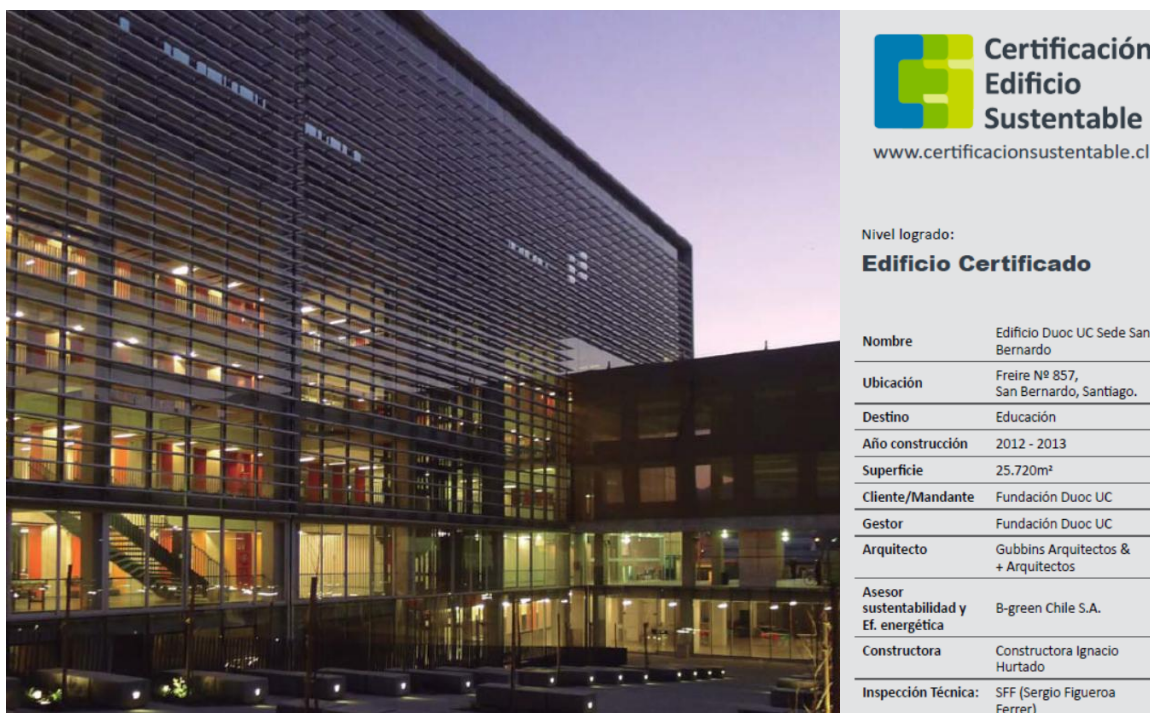 Certificación
Edificio
Sustentable
www.certificacionsustentable.cl
Nivel logrado:
Edificio Certificado
Nombre Edificio Duoc UC Sede San
Bernardo
Ubicación Freire Nº 857,
San Bernardo, Santiago.
Destino Educación
Año construcción 2012 - 2013
Superficie 25.720m²
Cliente/Mandante Fundación Duoc UC
Gestor Fundación Duoc UC
Arquitecto Gubbins Arquitectos &
+ Arquitectos
Asesor
sustentabilidad y
Ef. energética
B-green Chile S.A.
Constructora Constructora Ignacio
Hurtado
Inspección Técnica: SFF (Sergio Figueroa
Ferrer)